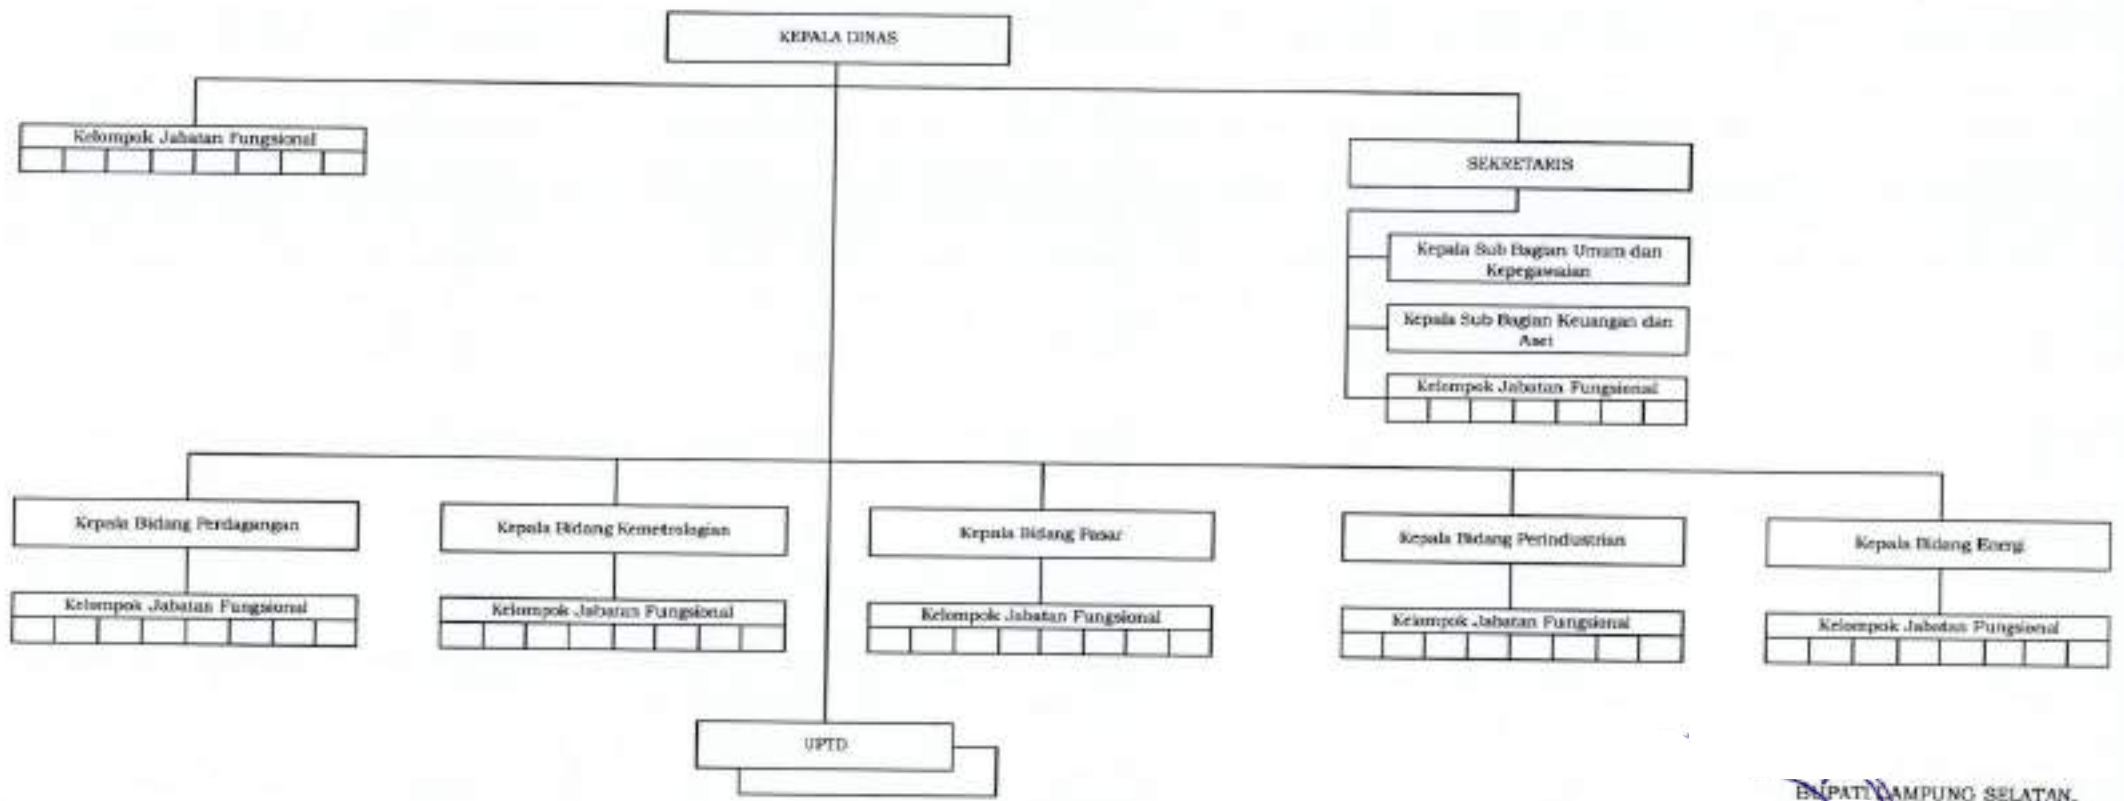 KEPALA DINAS
Kelompok Jabatan Fungsional
SEKRETARIS
Kepala Sub Bagian Umum dan
Kepegawaian
Kepala Sub Bagian Keuangan dan
Aset
Kelompok Jabatan Fungsional
Kepala Bidang Perdagangan
Kepala Bidang Kemetrologian
Kepala Bidang Pasar
Kepala Bidang Perindustrian
Kepala Bidang Energi
Kelompok Jabatan Fungsional
Kelompok Jabatan Fungsional
Kelompok Jabatan Fungsional
Kelompok Jabatan Fungsional
Kelompok Jabatan Fungsional
UPTD
BUPATI LAMPUNG SELATAN,